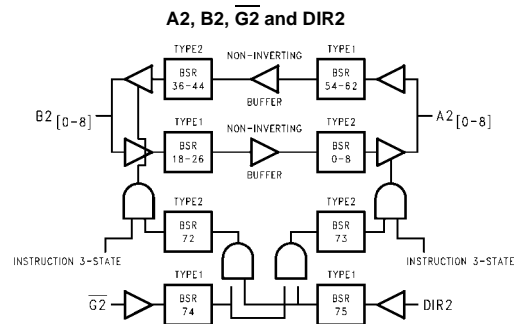 A2, B2, G2 and DIR2
TYPE2 NON-INVERTING TYPE1
BSR 36-44 BSR 54-62
BUFFER
B2 [0-8] A2 [0-8]
TYPE1 NON-INVERTING TYPE2
BSR 18-26 BSR 0-8
BUFFER
TYPE2 TYPE2
BSR 72 BSR 73
INSTRUCTION 3-STATE INSTRUCTION 3-STATE
TYPE1 TYPE1
G2 BSR 74 BSR 75 DIR2